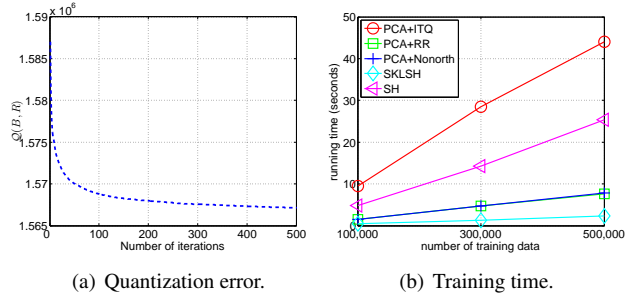 1.59 x 10^6
1.585
1.58
1.575
1.57
1.565
Q(B, R)
0 100 200 300 400 500
Number of iterations
(a) Quantization error.
50
40
30
20
10
0
running time (seconds)
PCA+ITQ
PCA+RR
PCA+Nonorth
SKLSH
SH
100,000 300,000 500,000
number of training data
(b) Training time.